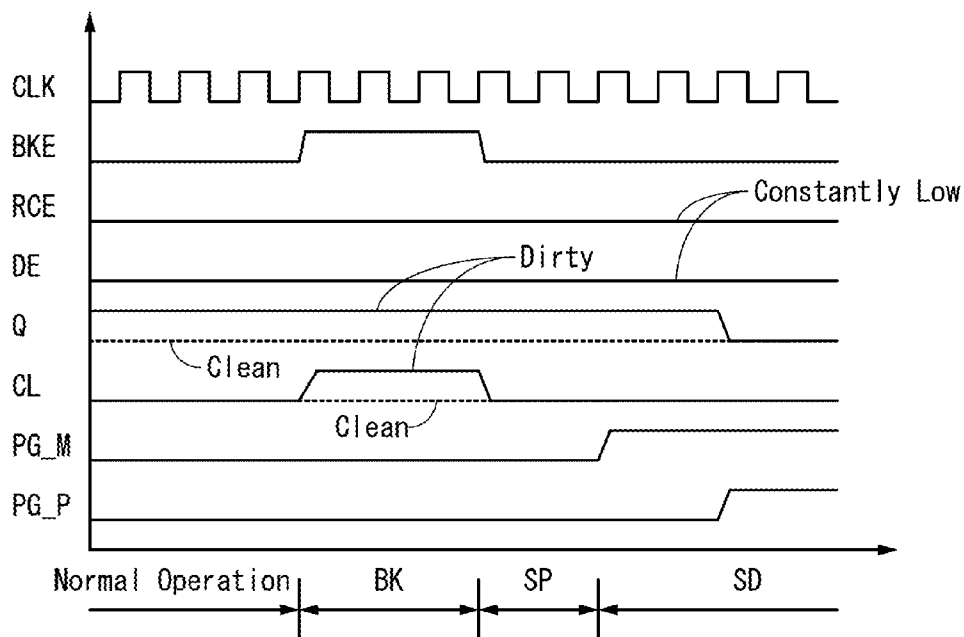 CLK
BKE
RCE
Constantly Low
DE
Dirty
Q
Clean
CL
Clean
PG_M
PG_P
Normal Operation
BK
SP
SD